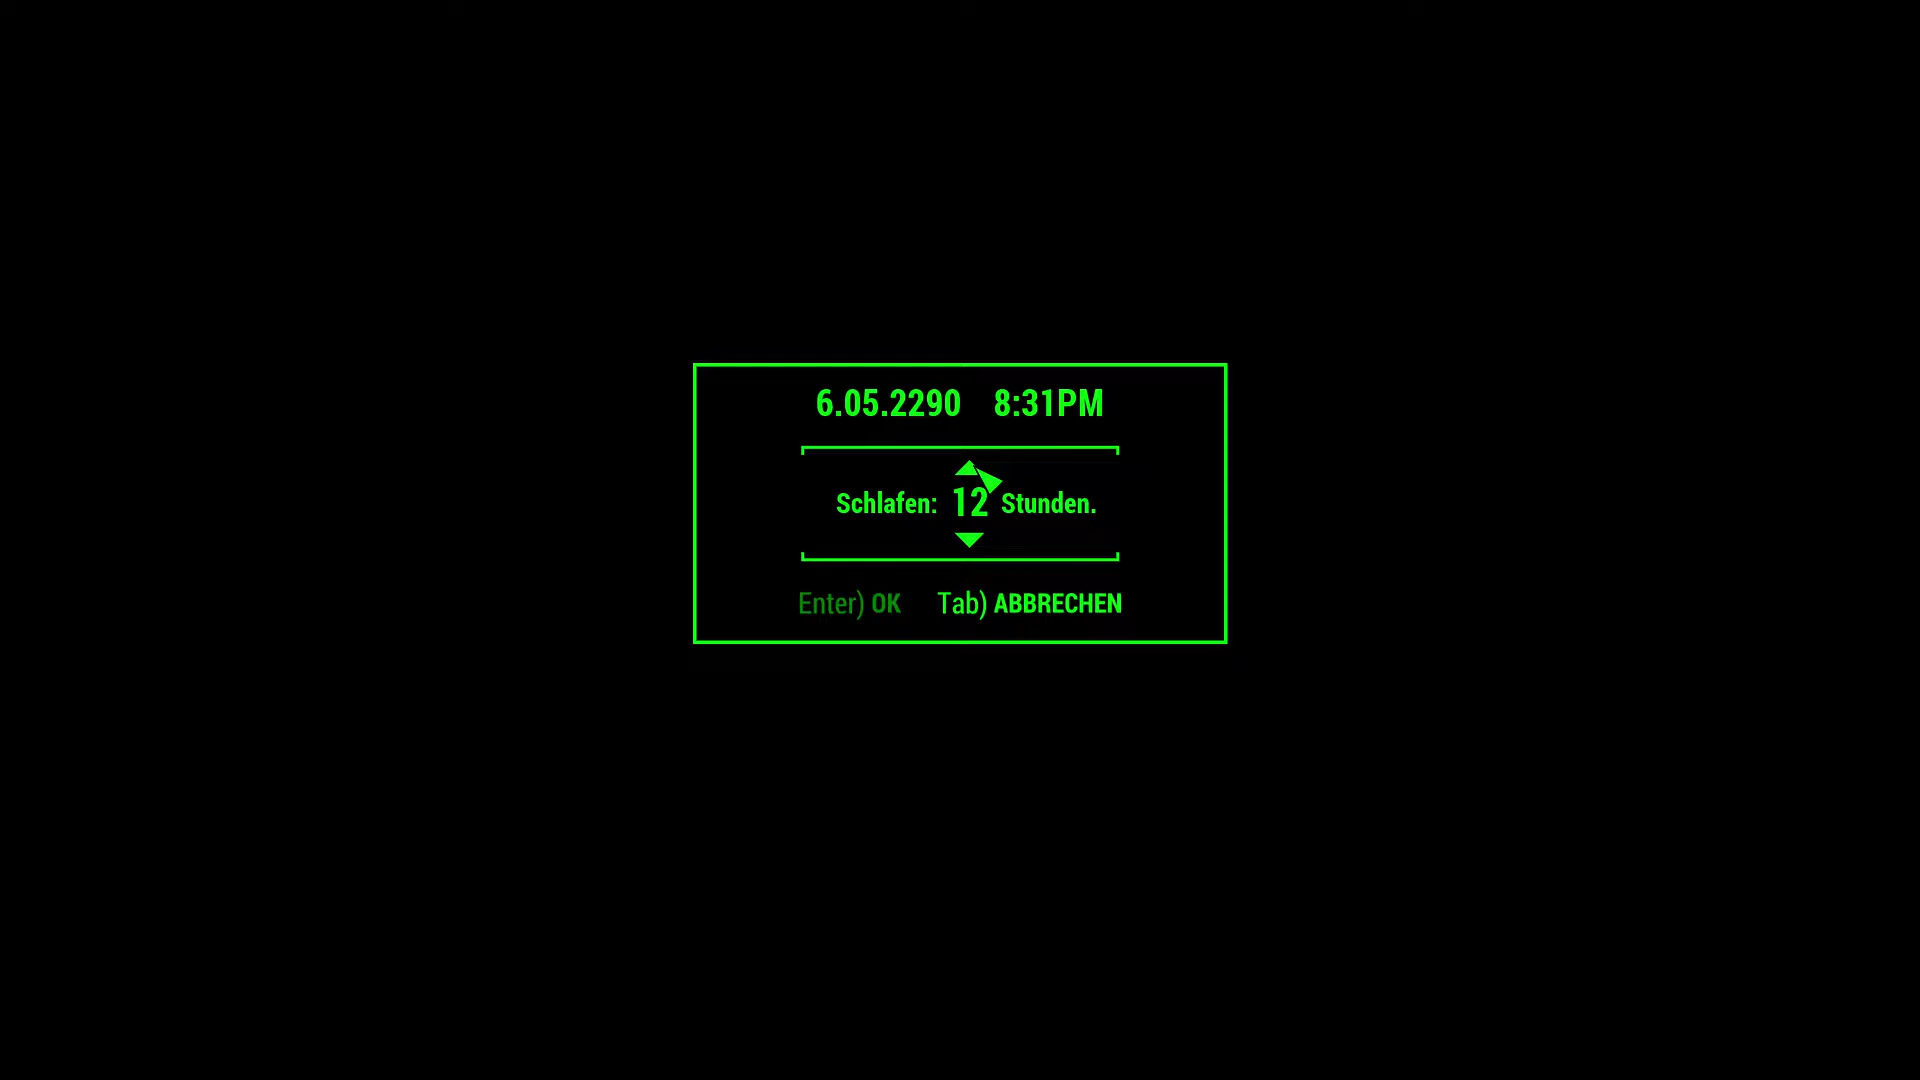 6.05.2290 8:31PM
Schlafen: 12 Stunden.
Enter) OK Tab) ABBRECHEN